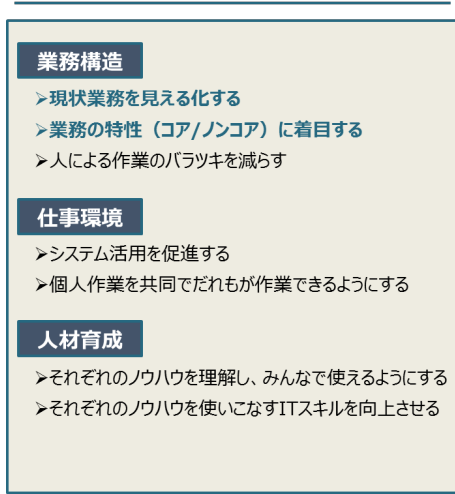 業務構造
➢現状業務を見える化する
➢業務の特性（コア/ノンコア）に着目する
➢人による作業のバラツキを減らす
仕事環境
➢システム活用を促進する
➢個人作業を共同でだれもが作業できるようにする
人材育成
➢それぞれのノウハウを理解し、みんなで使えるようにする
➢それぞれのノウハウを使いこなすITスキルを向上させる